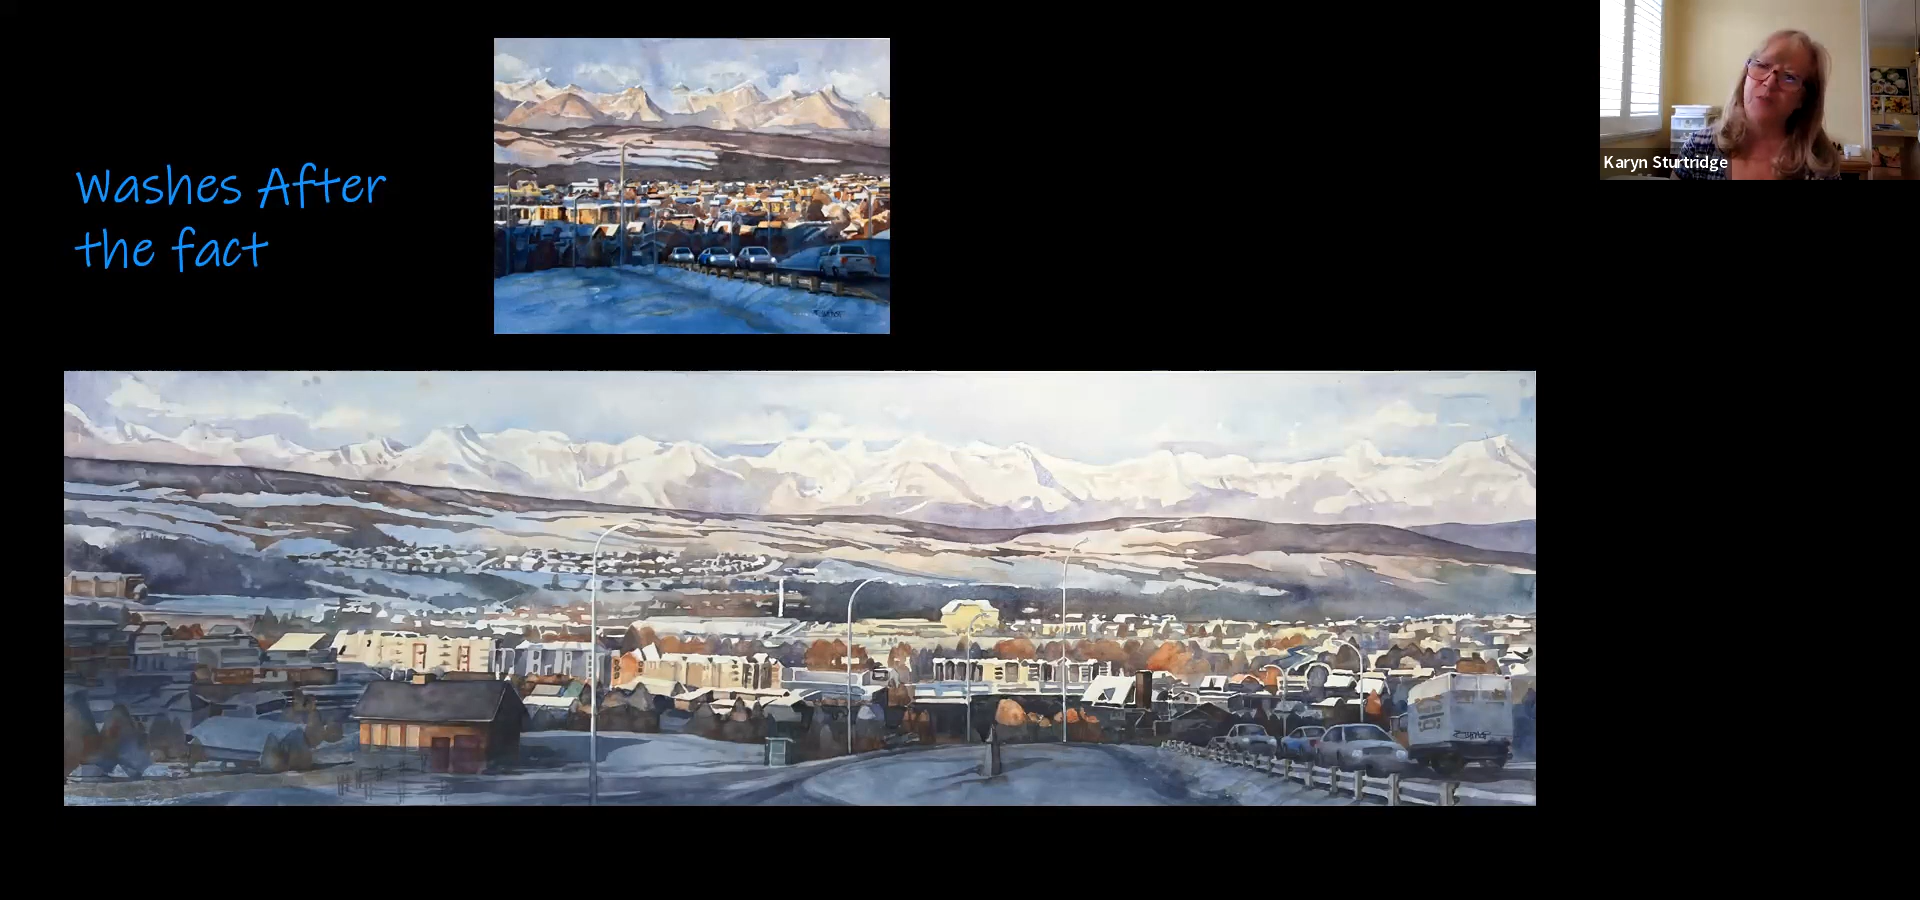 Washes After
the fact
Karyn Sturtridge